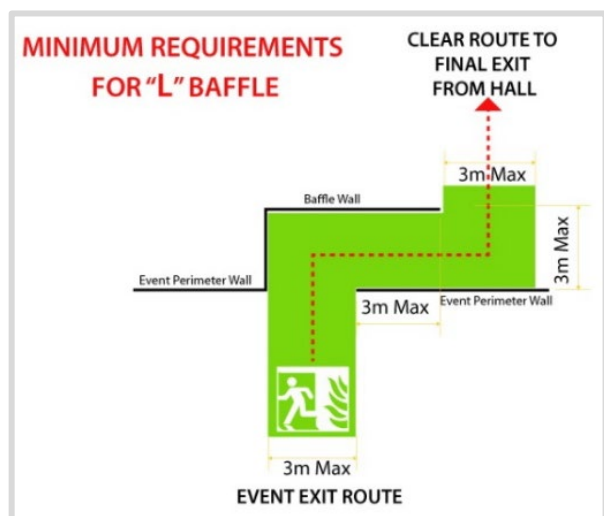 MINIMUM REQUIREMENTS
FOR “L” BAFFLE
CLEAR ROUTE TO
FINAL EXIT
FROM HALL
3m Max
Baffle Wall
3m Max
Event Perimeter Wall
3m Max
Event Perimeter Wall
3m Max
EVENT EXIT ROUTE